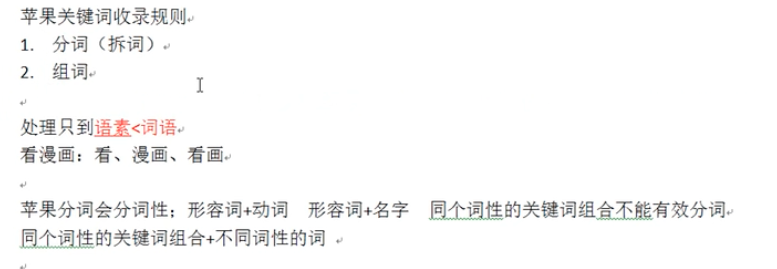 苹果关键词收录规则
1. 分词（拆词）
2. 组词
处理只到语素<词语
看漫画：看、漫画、看画
苹果分词会分词性；形容词+动词 形容词+名字 同个词性的关键词组合不能有效分词
同个词性的关键词组合+不同词性的词